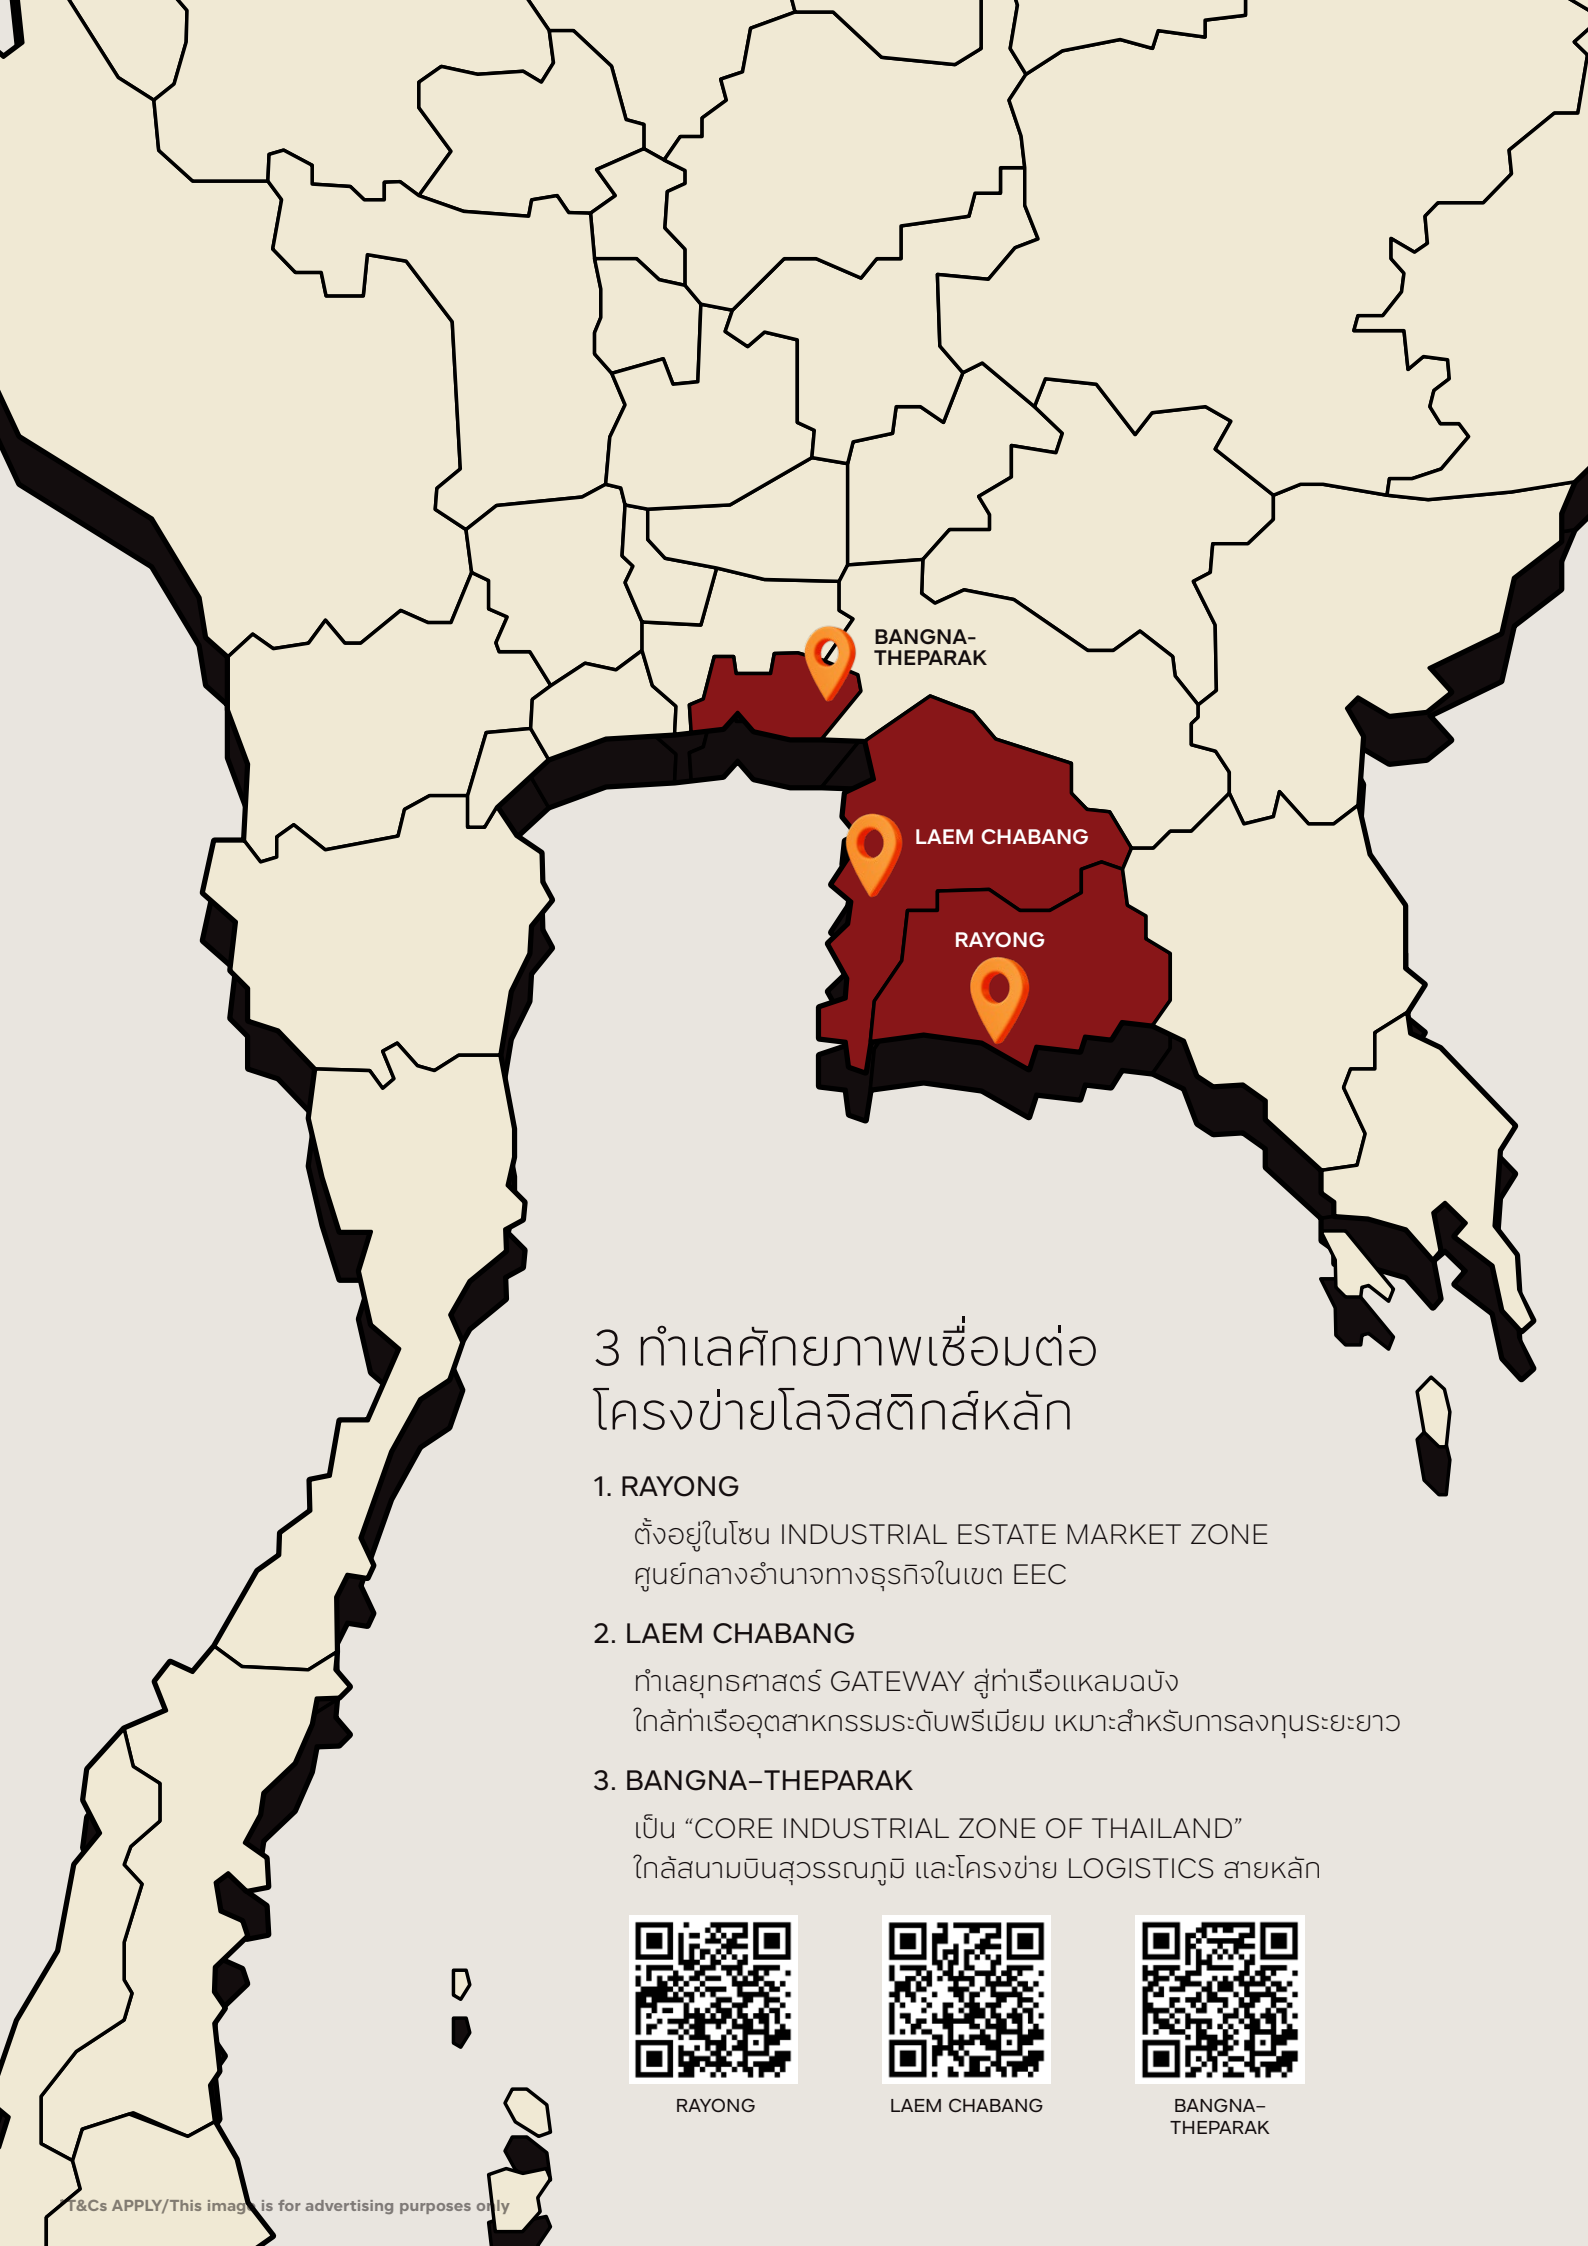 BANGNA-
THEPARAK
LAEM CHABANG
RAYONG
3 ทำเลศักยภาพเชื่อมต่อ
โครงข่ายโลจิสติกส์หลัก
1. RAYONG
ตั้งอยู่ในโซน INDUSTRIAL ESTATE MARKET ZONE
ศูนย์กลางอำนาจทางธุรกิจในเขต EEC
2. LAEM CHABANG
ทำเลยุทธศาสตร์ GATEWAY สู่ท่าเรือแหลมฉบัง
ใกล้ท่าเรืออุตสาหกรรมระดับพรีเมียม เหมาะสำหรับการลงทุนระยะยาว
3. BANGNA–THEPARAK
เป็น “CORE INDUSTRIAL ZONE OF THAILAND”
ใกล้สนามบินสุวรรณภูมิ และโครงข่าย LOGISTICS สายหลัก
RAYONG
LAEM CHABANG
BANGNA–
THEPARAK
*T&Cs APPLY/This image is for advertising purposes only